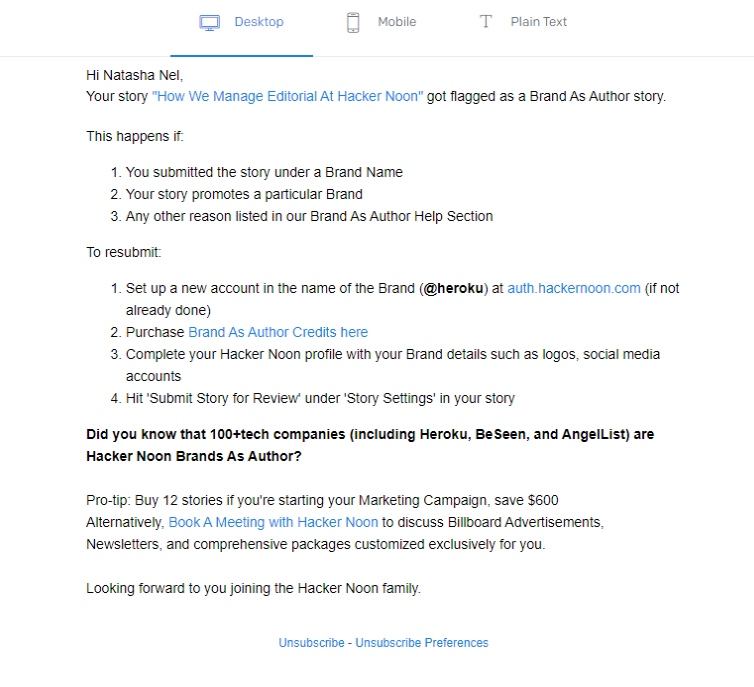 Desktop
Mobile
Plain Text
Hi Natasha Nel,
Your story "How We Manage Editorial At Hacker Noon" got flagged as a Brand As Author story.
This happens if:
1. You submitted the story under a Brand Name
2. Your story promotes a particular Brand
3. Any other reason listed in our Brand As Author Help Section
To resubmit:
1. Set up a new account in the name of the Brand (@heroku) at auth.hackernoon.com (if not
already done)
2. Purchase Brand As Author Credits here
3. Complete your Hacker Noon profile with your Brand details such as logos, social media
accounts
4. Hit 'Submit Story for Review' under 'Story Settings' in your story
Did you know that 100+tech companies (including Heroku, BeSeen, and AngelList) are
Hacker Noon Brands As Author?
Pro-tip: Buy 12 stories if you're starting your Marketing Campaign, save $600
Alternatively, Book A Meeting with Hacker Noon to discuss Billboard Advertisements,
Newsletters, and comprehensive packages customized exclusively for you.
Looking forward to you joining the Hacker Noon family.
Unsubscribe - Unsubscribe Preferences